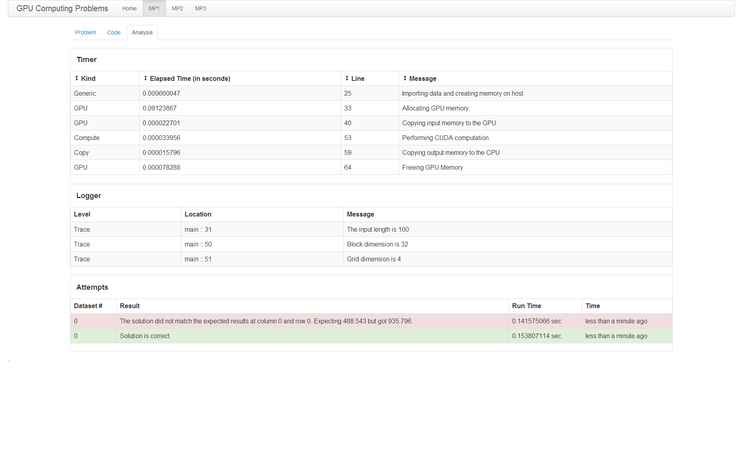 GPU Computing Problems Home MP1 MP2 MP3
Problem Code Analysis
Timer
Kind Elapsed Time (in seconds) Line Message
Generic 0.000660047 25 Importing data and creating memory on host
GPU 0.09123867 33 Allocating GPU memory.
GPU 0.000022701 40 Copying input memory to the GPU.
Compute 0.000033956 53 Performing CUDA computation
Copy 0.000015796 59 Copying output memory to the CPU
GPU 0.000078288 64 Freeing GPU Memory
Logger
Level Location Message
Trace main :: 31 The input length is 100
Trace main :: 50 Block dimension is 32
Trace main :: 51 Grid dimension is 4
Attempts
Dataset # Result Run Time Time
0 The solution did not match the expected results at column 0 and row 0. Expecting 488.543 but got 935.796. 0.141575066 sec less than a minute ago
0 Solution is correct. 0.153807114 sec less than a minute ago